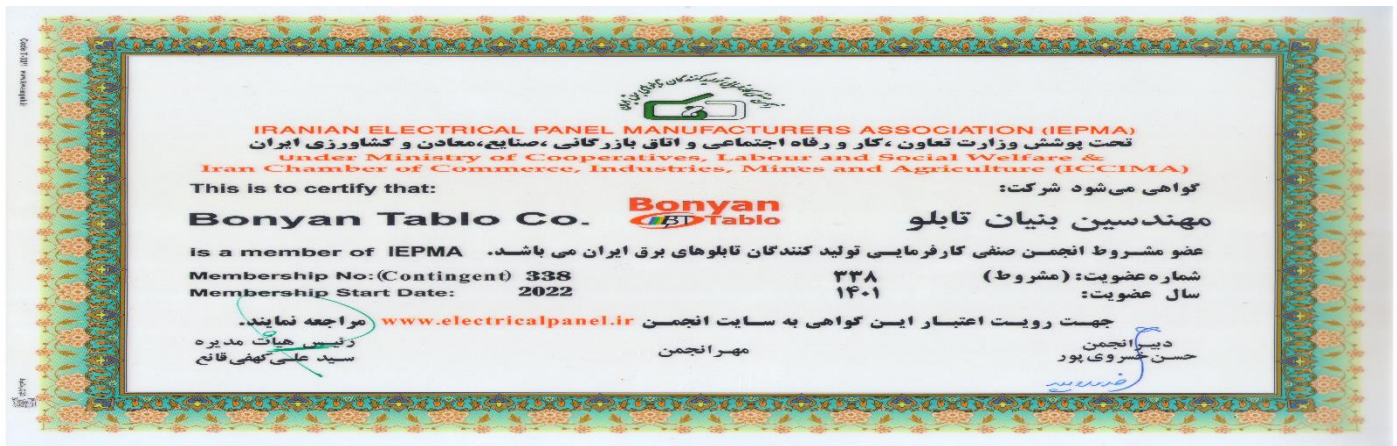 IRANIAN ELECTRICAL PANEL MANUFACTURERS ASSOCIATION (IEPMA)
تحت پوشش وزارت تعاون ،کار و رفاه اجتماعی و اتاق بازرگانی ،صنایع،معادن و کشاورزی ایران
Under Ministry of Cooperatives, Labour and Social Welfare &
Iran Chamber of Commerce, Industries, Mines and Agriculture (ICCIMA)
This is to certify that:
گواهی می‌شود شرکت:
Bonyan Tablo Co.
Bonyan
BT Tablo
مهندسین بنیان تابلو
is a member of IEPMA
عضو مشروط انجمن صنفی کارفرمایی تولید کنندگان تابلوهای برق ایران می باشد.
Membership No:(Contingent) 338
شماره عضویت: (مشروط) ۳۳۸
Membership Start Date: 2022
سال عضویت: ۱۴۰۱
جهت رویت اعتبار این گواهی به سایت انجمن www.electricalpanel.ir مراجعه نمایند.
دبیر انجمن
حسن خسروی پور
مهر انجمن
رئیس هیأت مدیره
سید علی کهفی قانع